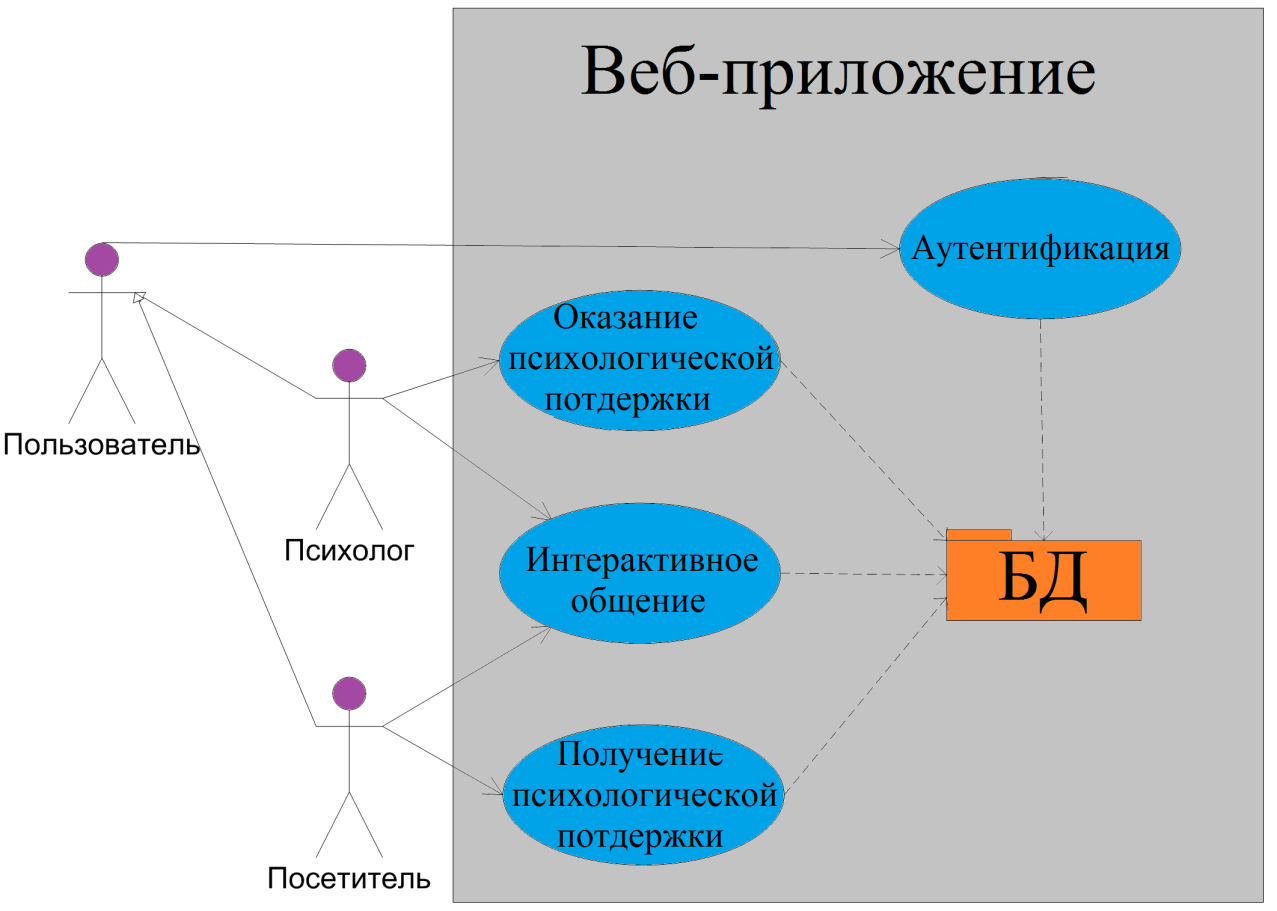 Веб-приложение
Аутентификация
Оказание
психологической
потдержки
Пользователь
Психолог
Интерактивное
общение
БД
Получение
психологической
потдержки
Посетитель